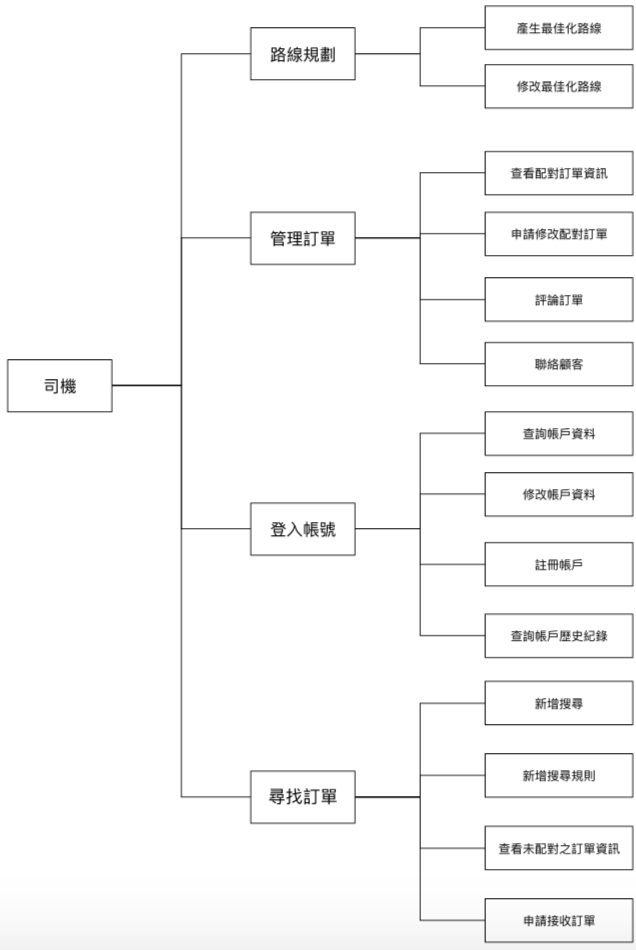 司機
路線規劃
產生最佳化路線
修改最佳化路線
管理訂單
查看配對訂單資訊
申請修改配對訂單
評論訂單
聯絡顧客
登入帳號
查詢帳戶資料
修改帳戶資料
註冊帳戶
查詢帳戶歷史紀錄
尋找訂單
新增搜尋
新增搜尋規則
查看未配對之訂單資訊
申請接收訂單